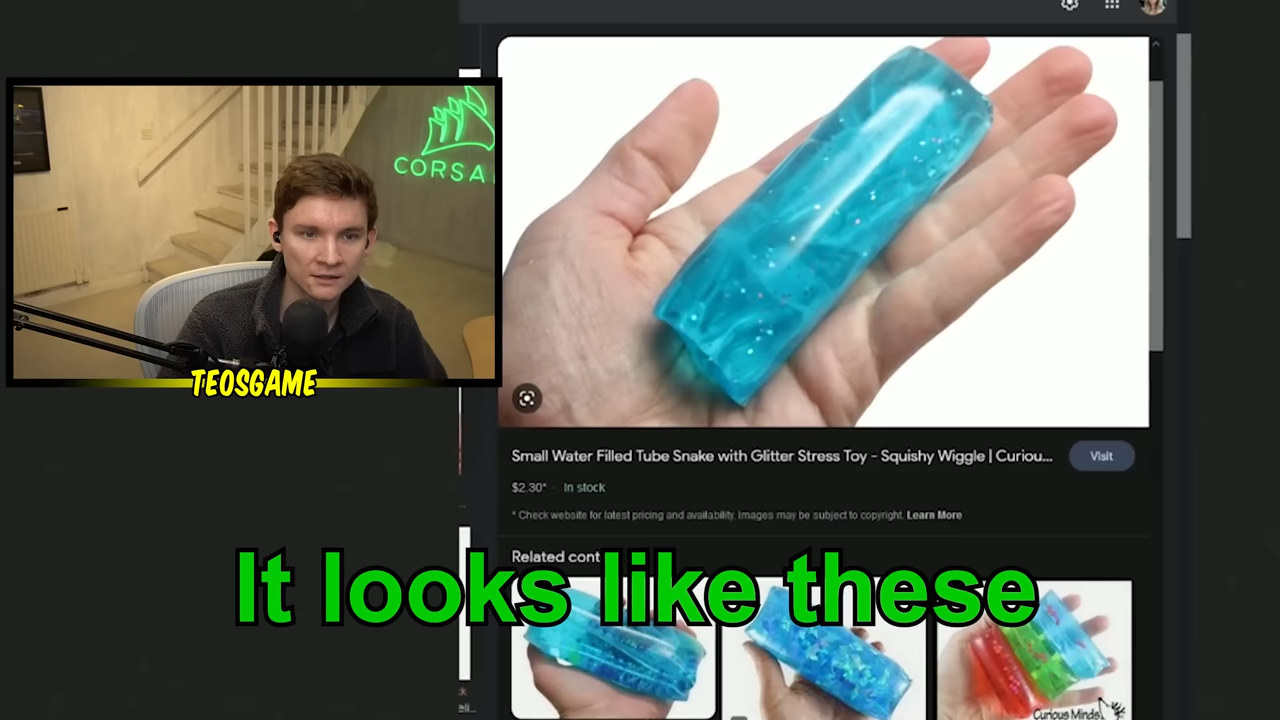 CORSA
TEOSGAME
Small Water Filled Tube Snake with Glitter Stress Toy - Squishy Wiggle | Curiou...
Visit
$2.30* · In stock
* Check website for latest pricing and availability. Images may be subject to copyright. Learn More
Related cont
It looks like these
Curious Minds